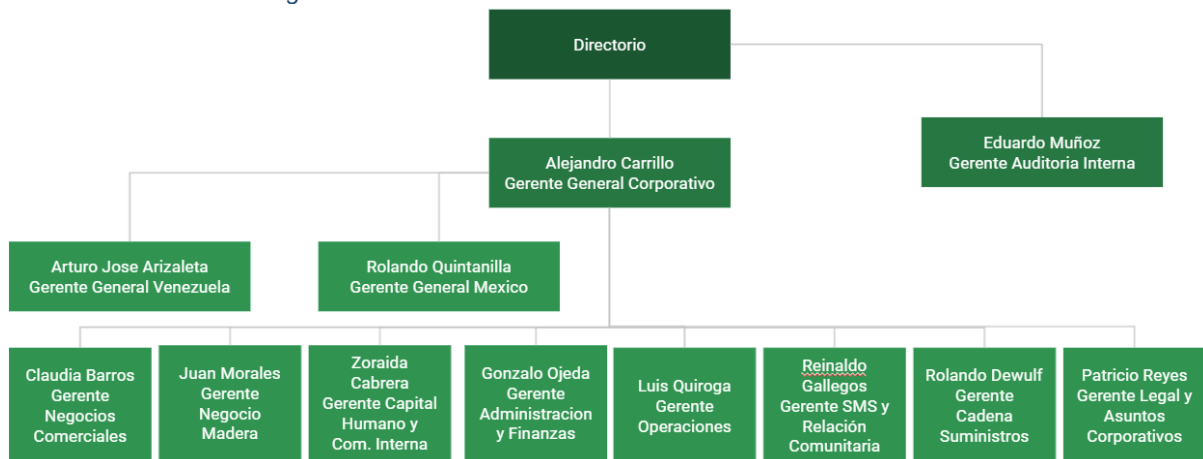 Directorio
Eduardo Muñoz
Gerente Auditoria Interna
Alejandro Carrillo
Gerente General Corporativo
Arturo Jose Arizaleta
Gerente General Venezuela
Rolando Quintanilla
Gerente General Mexico
Claudia Barros
Gerente
Negocios
Comerciales
Juan Morales
Gerente
Negocio
Madera
Zoraida
Cabrera
Gerente Capital
Humano y
Com. Interna
Gonzalo Ojeda
Gerente
Administracion
y Finanzas
Luis Quiroga
Gerente
Operaciones
Reinaldo
Gallegos
Gerente SMS y
Relación
Comunitaria
Rolando Dewulf
Gerente
Cadena
Suministros
Patricio Reyes
Gerente Legal y
Asuntos
Corporativos